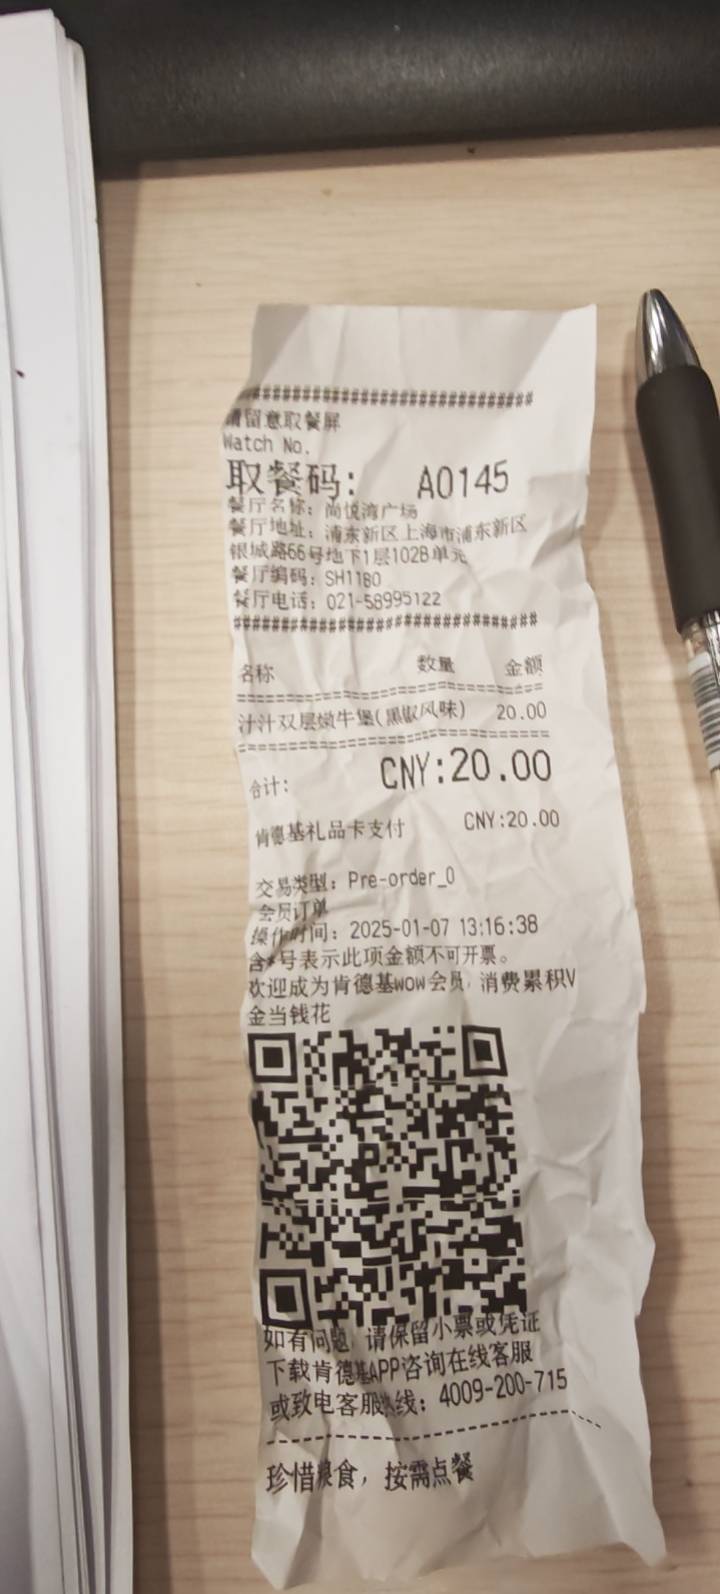 ################################
请留意取餐屏
Watch No.
取餐码: A0145
餐厅名称: 尚悦湾广场
餐厅地址: 浦东新区上海市浦东新区
银城路66号地下1层102B单元
餐厅编码: SH11B0
餐厅电话: 021-58995122
################################
名称 数量 金额
================================
汁汁双层嫩牛堡(黑椒风味) 20.00
================================
合计: CNY:20.00
肯德基礼品卡支付 CNY:20.00
交易类型: Pre-order_0
会员订单
操作时间: 2025-01-07 13:16:38
含*号表示此项金额不可开票。
欢迎成为肯德基wow会员, 消费累积V
金当钱花
如有问题, 请保留小票或凭证
下载肯德基APP咨询在线客服
或致电客服热线: 4009-200-715
--------------------------------
珍惜粮食, 按需点餐